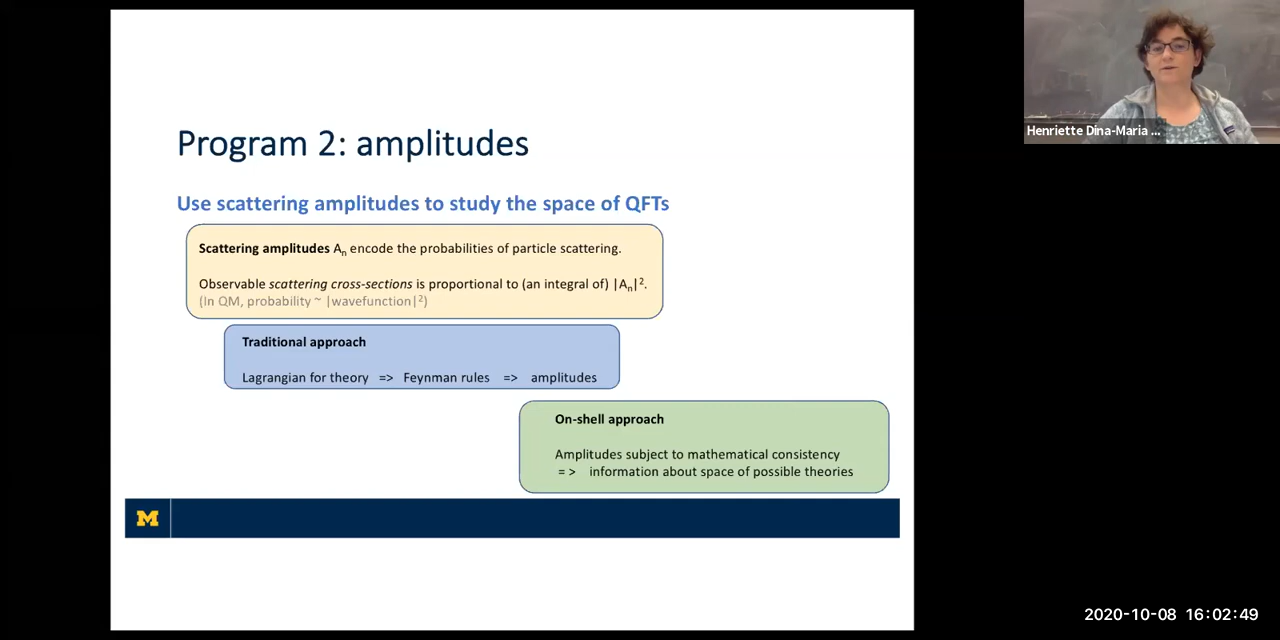 Program 2: amplitudes
Use scattering amplitudes to study the space of QFTs
Scattering amplitudes Aₙ encode the probabilities of particle scattering.
Observable scattering cross-sections is proportional to (an integral of) |Aₙ|².
(In QM, probability ~ |wavefunction|²)
Traditional approach
Lagrangian for theory => Feynman rules => amplitudes
On-shell approach
Amplitudes subject to mathematical consistency
= > information about space of possible theories
M
Henriette Dina-Maria ...
2020-10-08 16:02:49